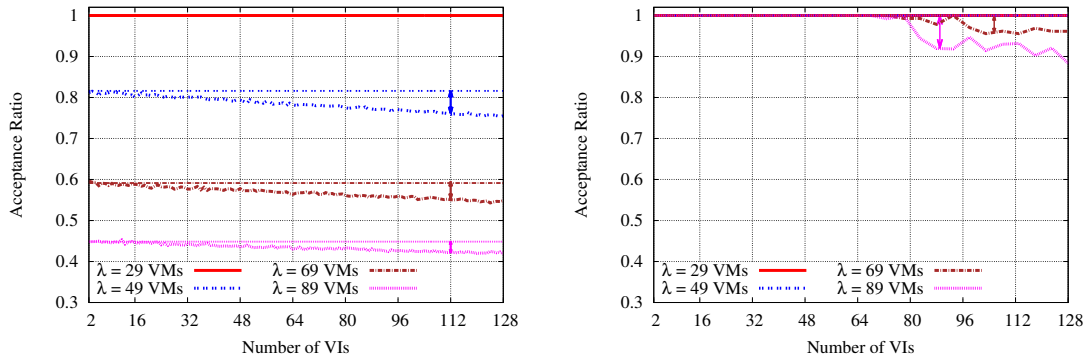 1
0.9
0.8
0.7
0.6
0.5
0.4
0.3
Acceptance Ratio
λ = 29 VMs
λ = 49 VMs
λ = 69 VMs
λ = 89 VMs
2 16 32 48 64 80 96 112 128
Number of VIs
1
0.9
0.8
0.7
0.6
0.5
0.4
0.3
Acceptance Ratio
λ = 29 VMs
λ = 49 VMs
λ = 69 VMs
λ = 89 VMs
2 16 32 48 64 80 96 112 128
Number of VIs